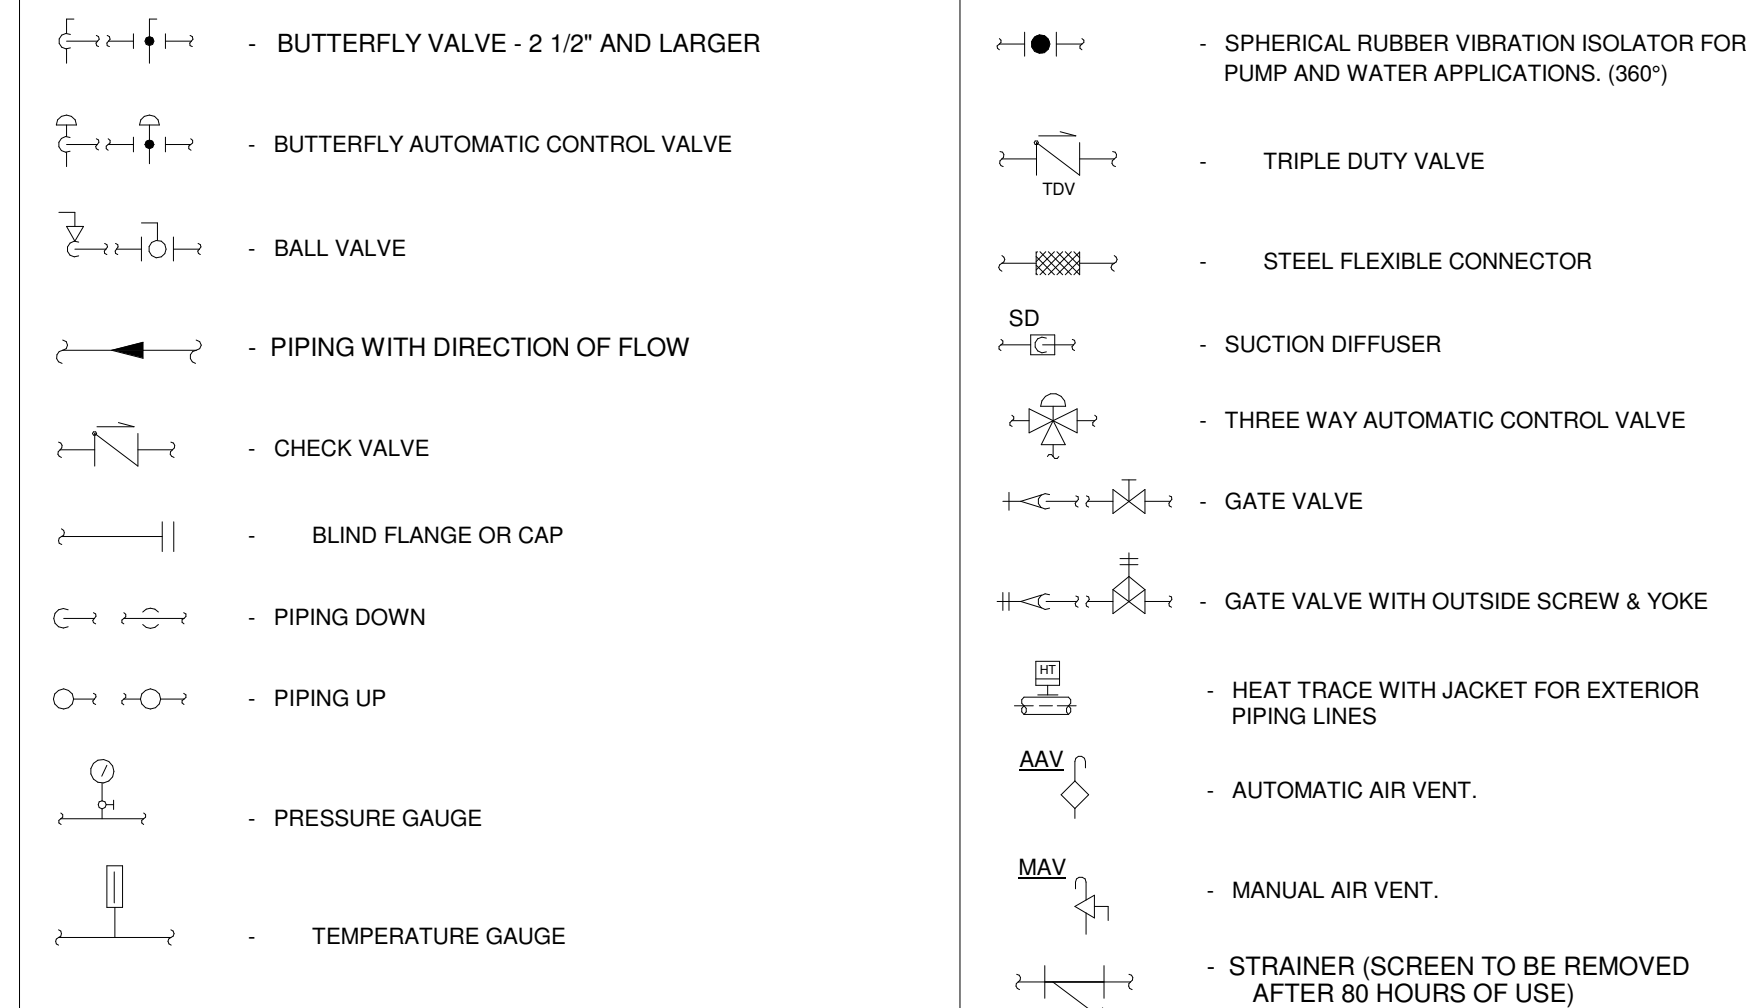 - BUTTERFLY VALVE - 2 1/2" AND LARGER
- BUTTERFLY AUTOMATIC CONTROL VALVE
- BALL VALVE
- PIPING WITH DIRECTION OF FLOW
- CHECK VALVE
- BLIND FLANGE OR CAP
- PIPING DOWN
- PIPING UP
- PRESSURE GAUGE
- TEMPERATURE GAUGE
- SPHERICAL RUBBER VIBRATION ISOLATOR FOR
PUMP AND WATER APPLICATIONS. (360°)
- TRIPLE DUTY VALVE
TDV
- STEEL FLEXIBLE CONNECTOR
SD
- SUCTION DIFFUSER
- THREE WAY AUTOMATIC CONTROL VALVE
- GATE VALVE
- GATE VALVE WITH OUTSIDE SCREW & YOKE
HT
- HEAT TRACE WITH JACKET FOR EXTERIOR
PIPING LINES
AAV
- AUTOMATIC AIR VENT.
MAV
- MANUAL AIR VENT.
- STRAINER (SCREEN TO BE REMOVED
AFTER 80 HOURS OF USE)